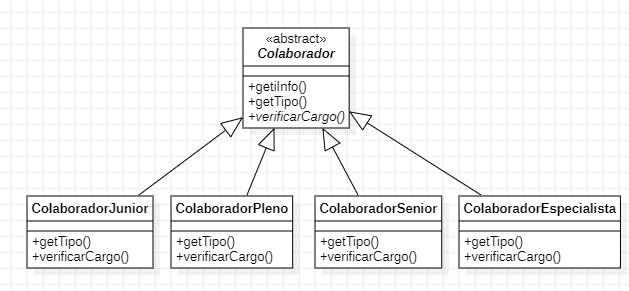 «abstract»
Colaborador
+getiInfo()
+getTipo()
+verificarCargo()
ColaboradorJunior
+getTipo()
+verificarCargo()
ColaboradorPleno
+getTipo()
+verificarCargo()
ColaboradorSenior
+getTipo()
+verificarCargo()
ColaboradorEspecialista
+getTipo()
+verificarCargo()